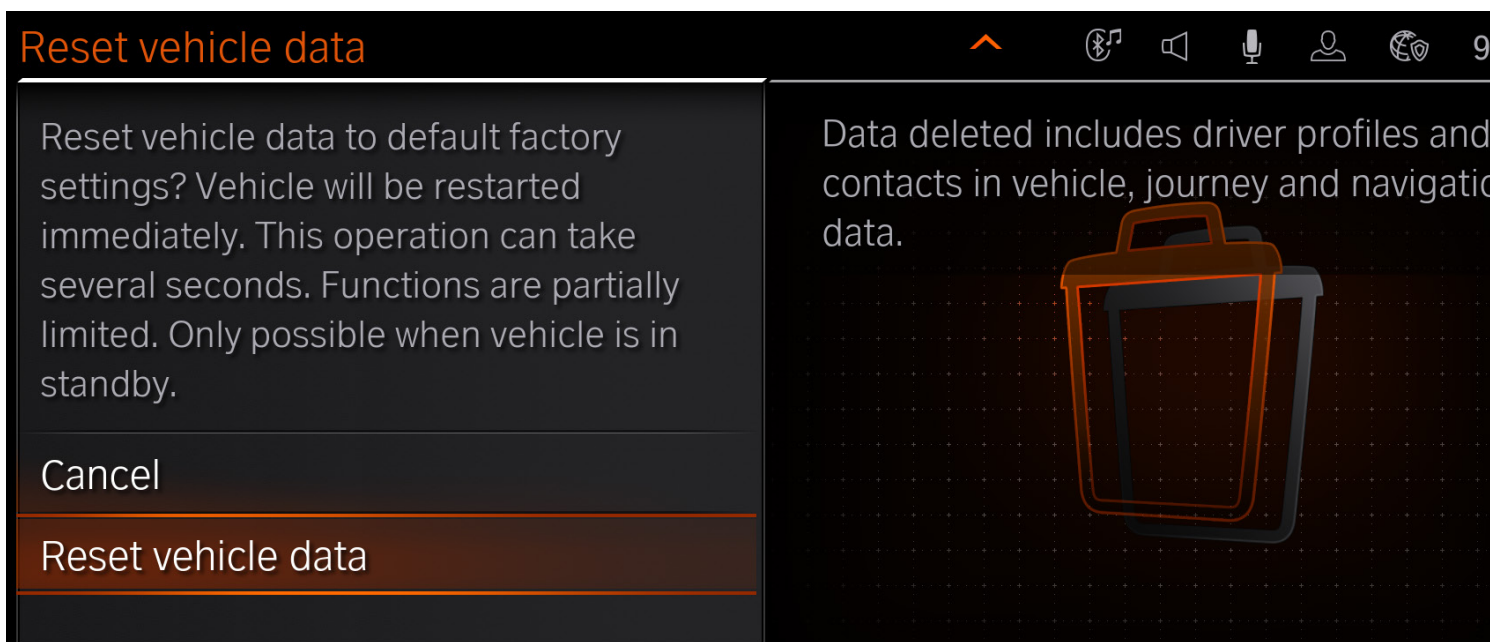 Reset vehicle data
9
Reset vehicle data to default factory
settings? Vehicle will be restarted
immediately. This operation can take
several seconds. Functions are partially
limited. Only possible when vehicle is in
standby.
Cancel
Reset vehicle data
Data deleted includes driver profiles and
contacts in vehicle, journey and
data.